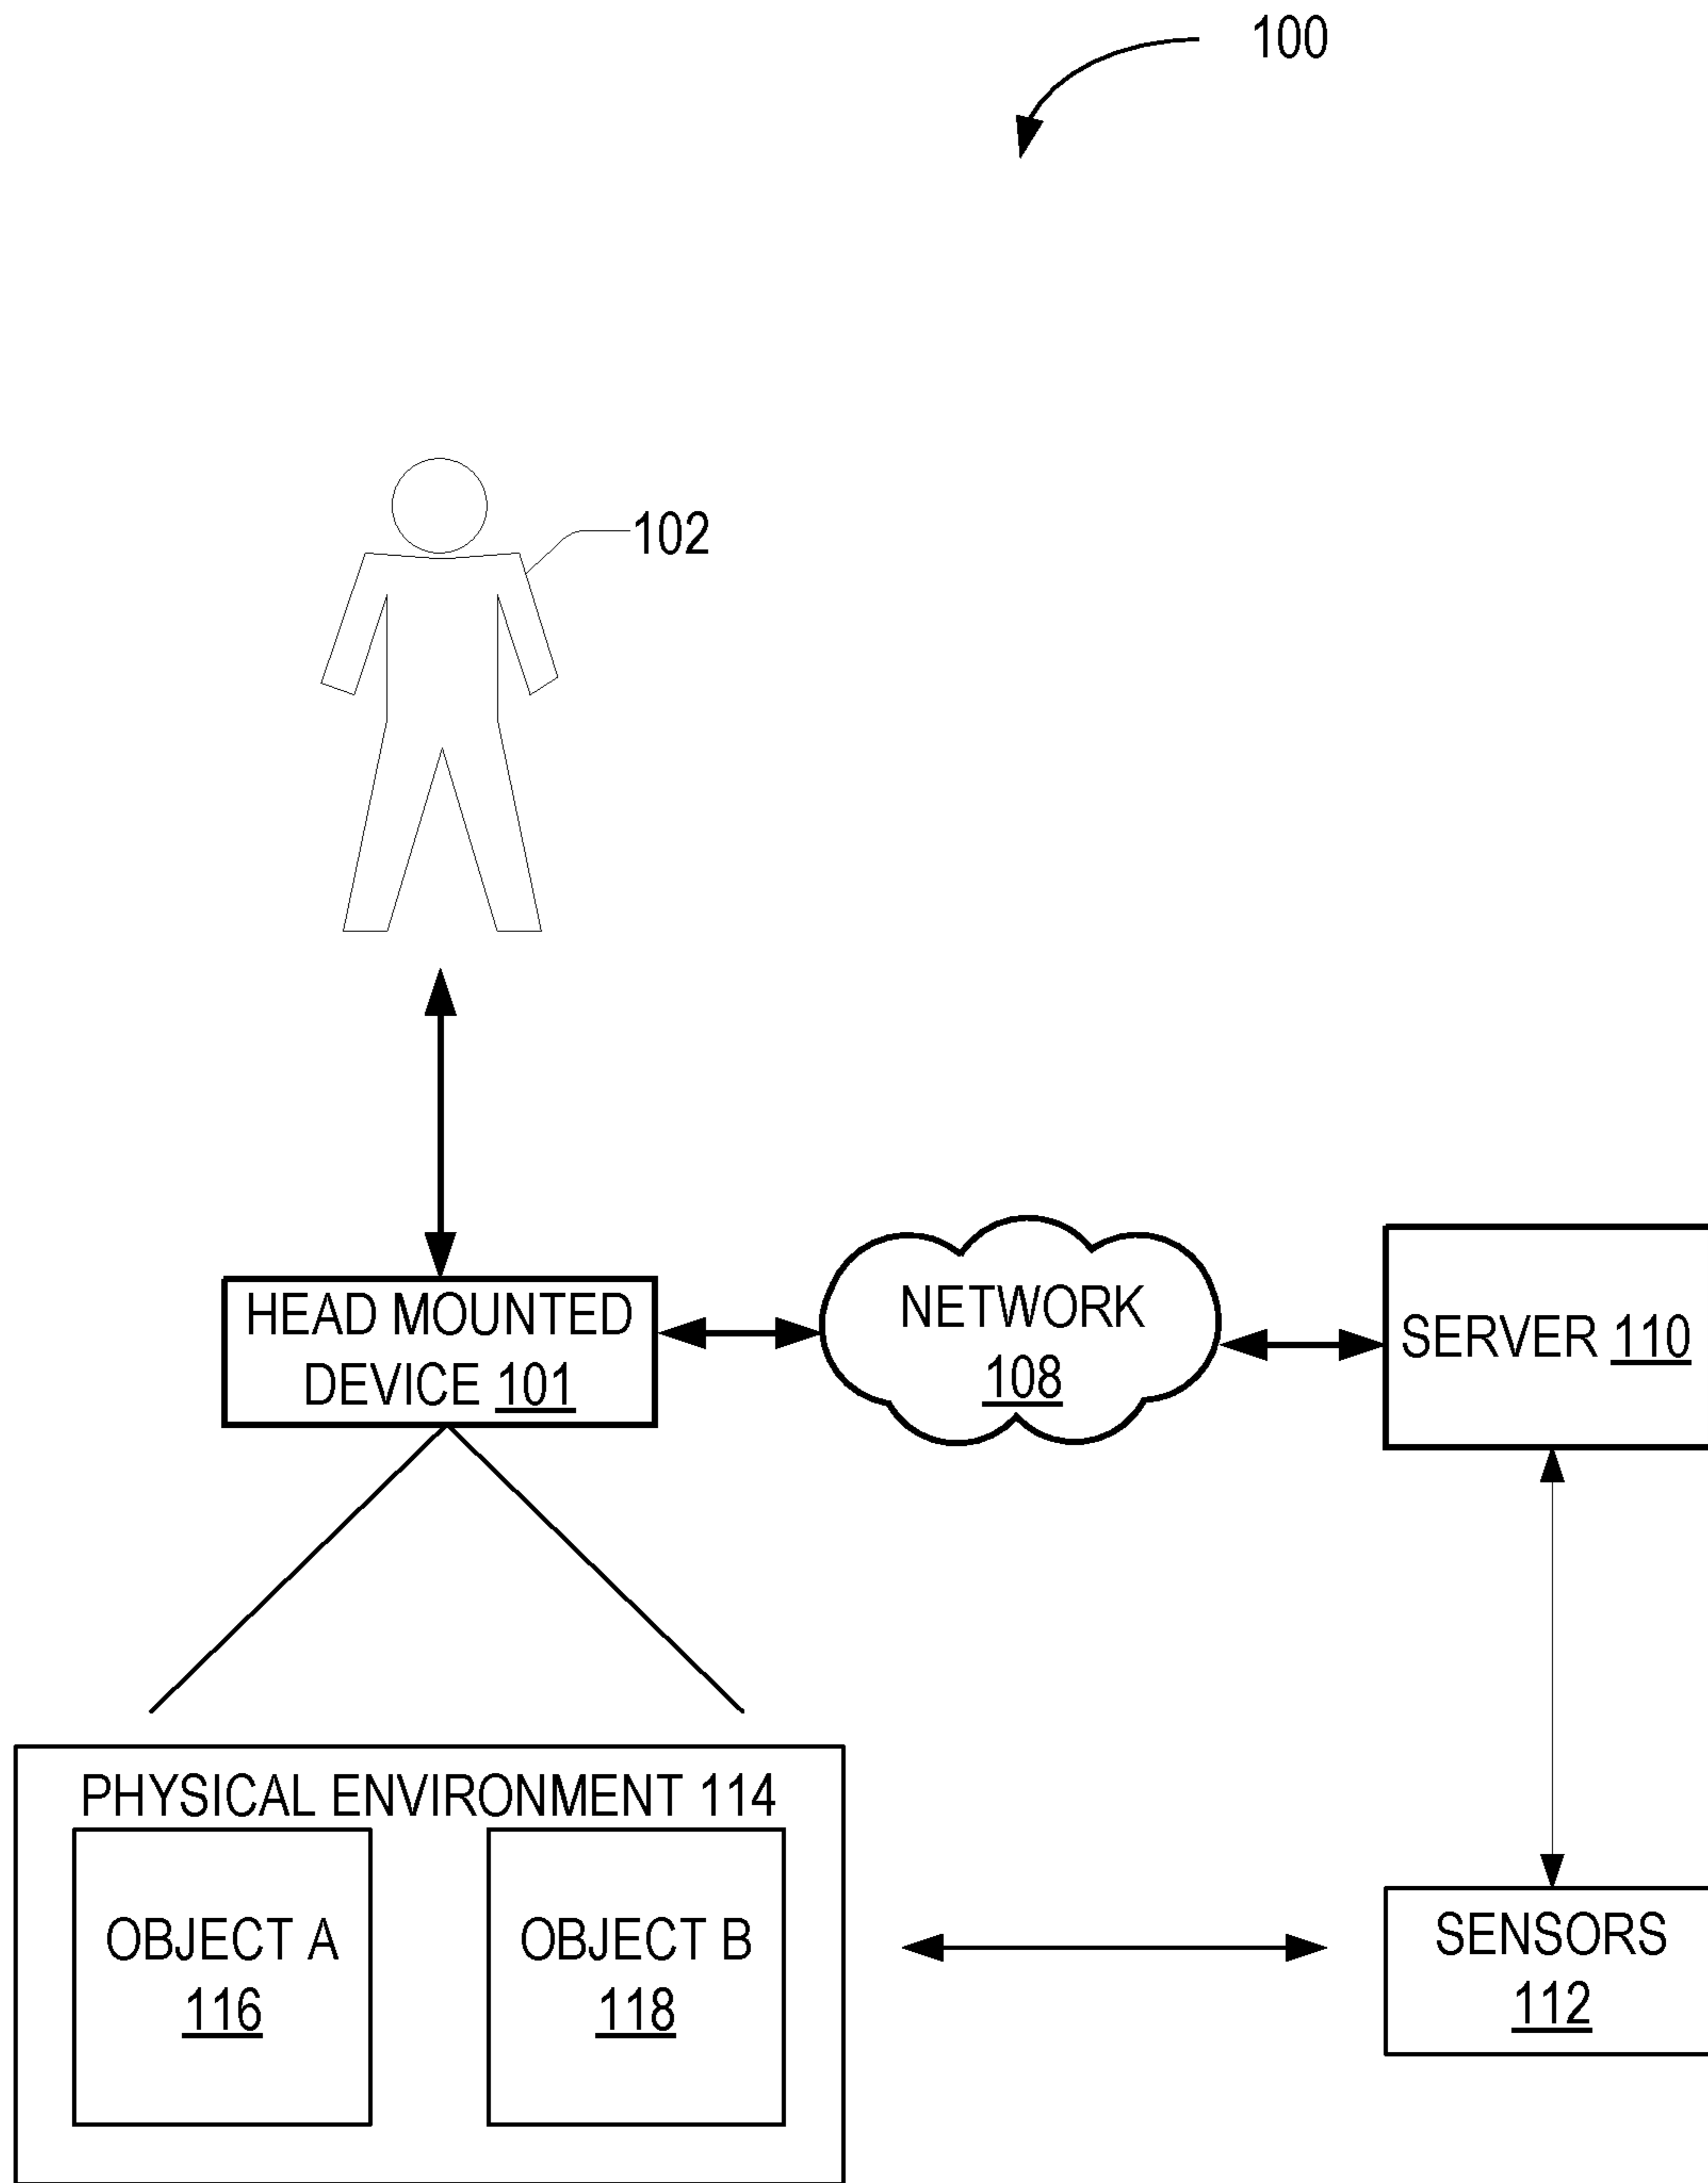 100
102
HEAD MOUNTED
DEVICE 101
NETWORK
108
SERVER 110
PHYSICAL ENVIRONMENT 114
OBJECT A
116
OBJECT B
118
SENSORS
112